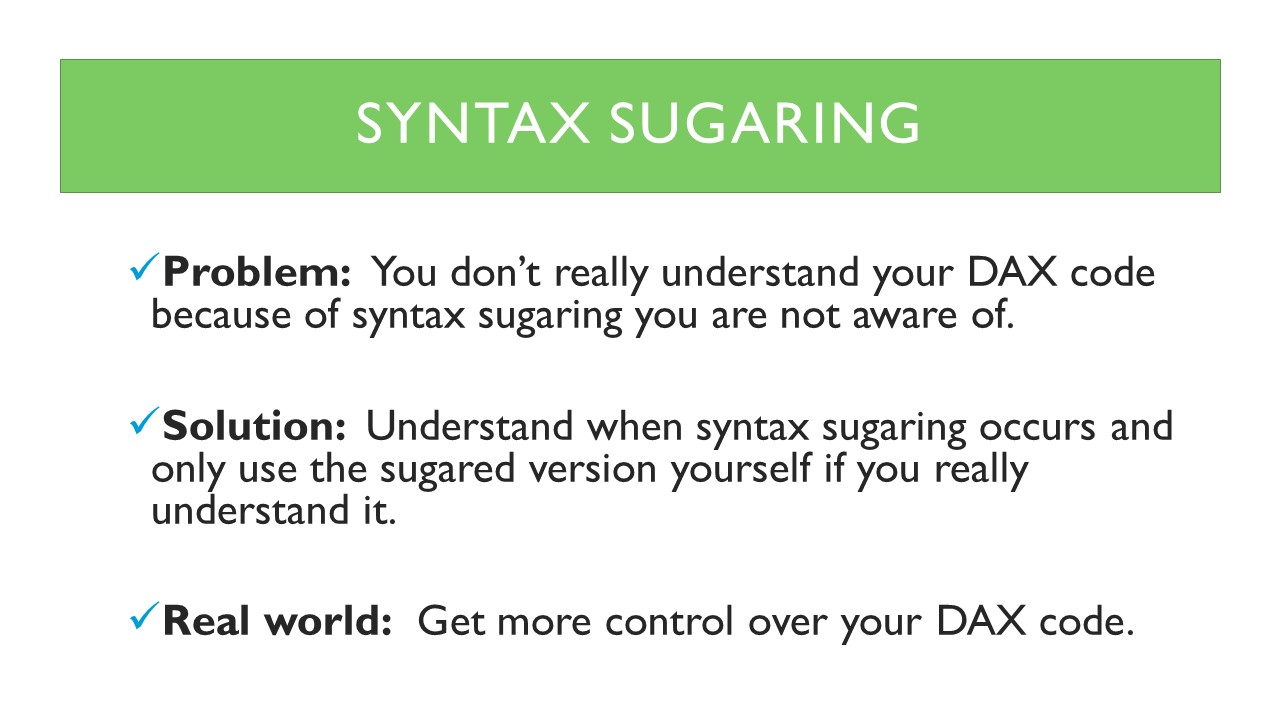 SYNTAX SUGARING
✓Problem: You don’t really understand your DAX code
because of syntax sugaring you are not aware of.
✓Solution: Understand when syntax sugaring occurs and
only use the sugared version yourself if you really
understand it.
✓Real world: Get more control over your DAX code.